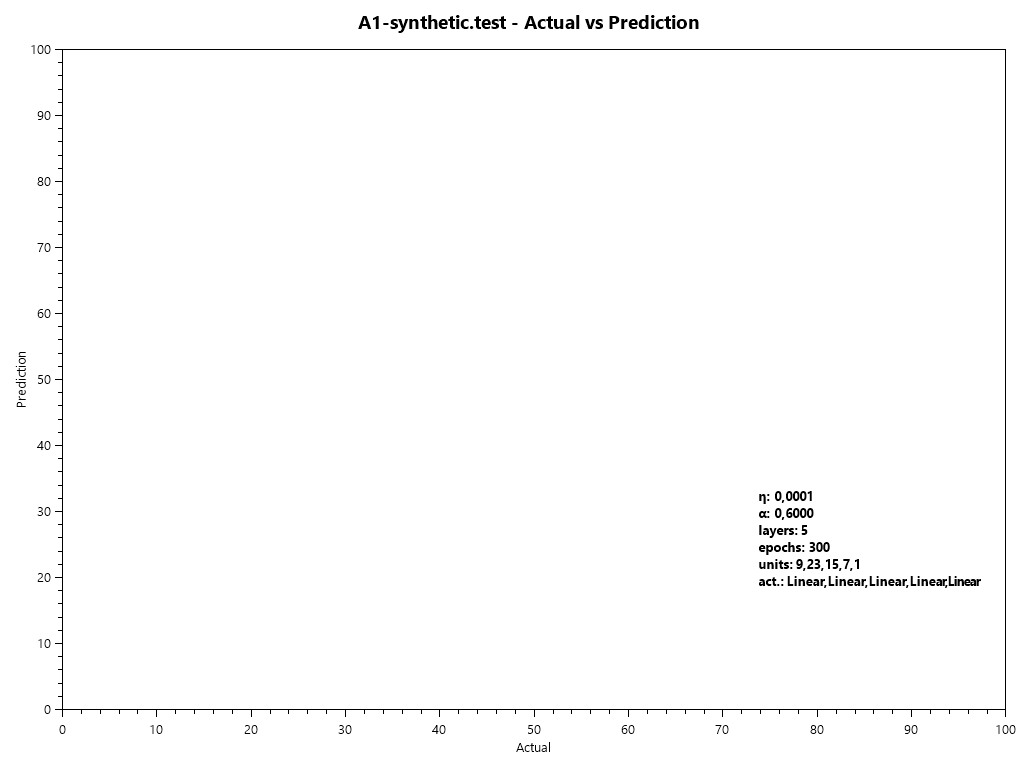 A1-synthetic.test - Actual vs Prediction
100
90
80
70
60
50
40
30
20
10
0
Prediction
η: 0,0001
α: 0,6000
layers: 5
epochs: 300
units: 9,23,15,7,1
act.: Linear,Linear,Linear,Linear,Linear
0 10 20 30 40 50 60 70 80 90 100
Actual